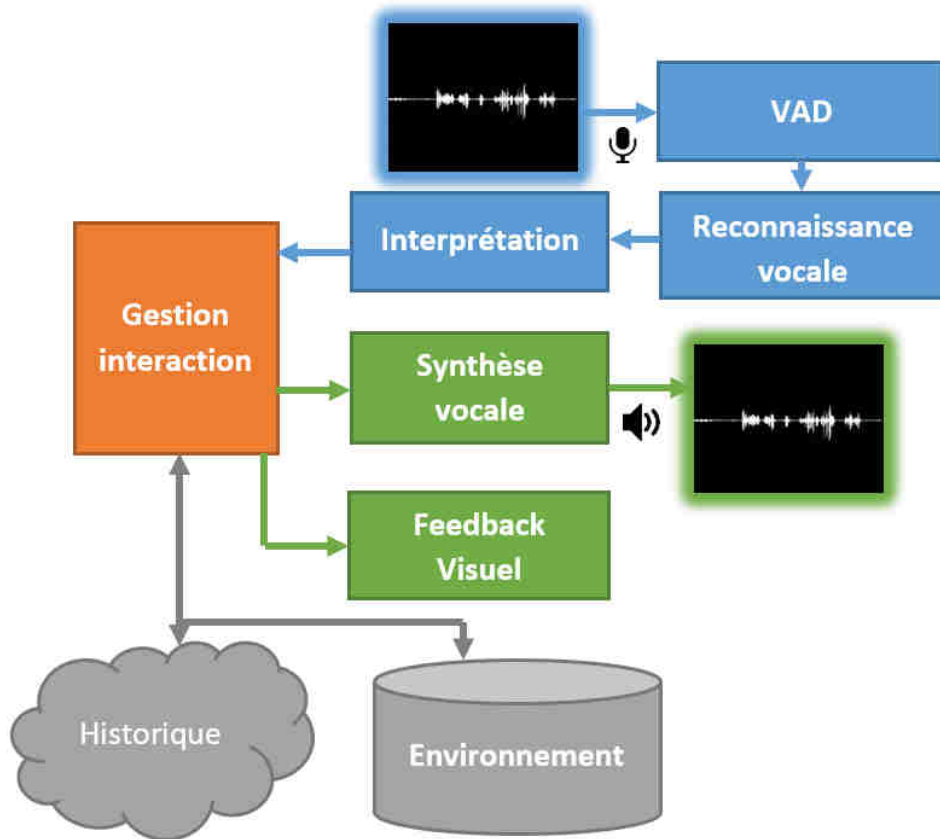 VAD
Reconnaissance
vocale
Interprétation
Gestion
interaction
Synthèse
vocale
Feedback
Visuel
Historique
Environnement